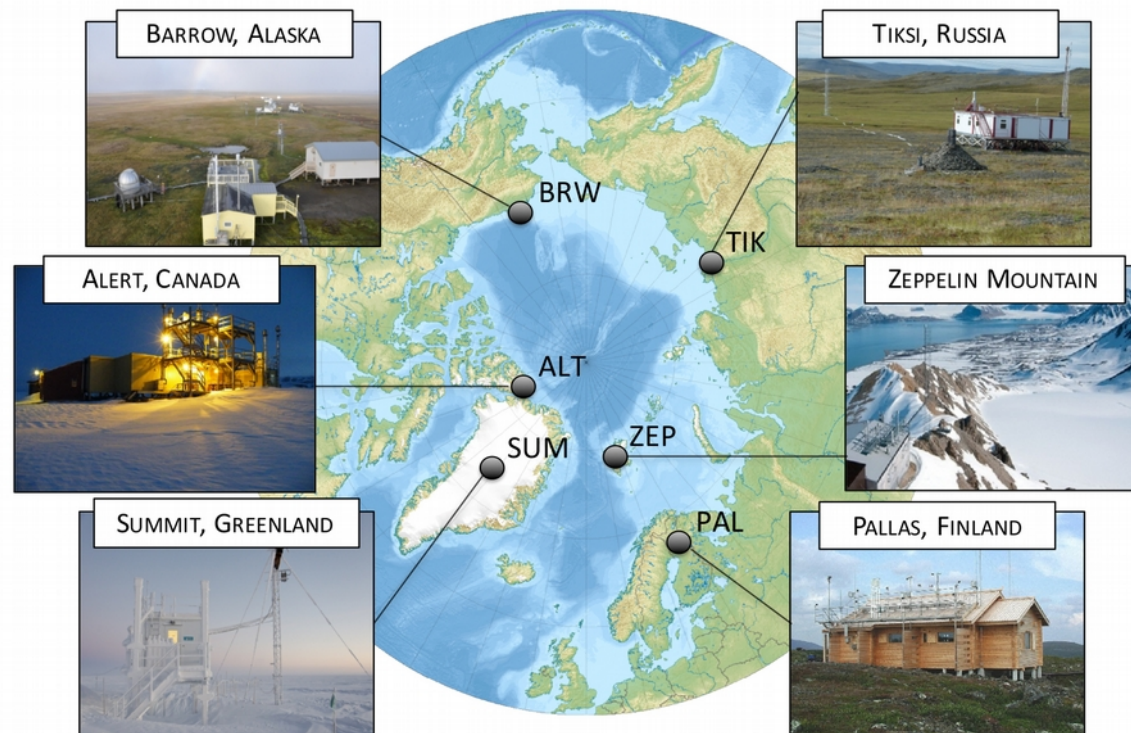 BARROW, ALASKA
TIKSI, RUSSIA
BRW
TIK
ALERT, CANADA
ZEPPELIN MOUNTAIN
ALT
SUM
ZEP
SUMMIT, GREENLAND
PAL
PALLAS, FINLAND